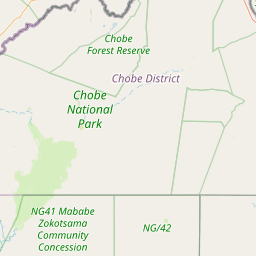 Chobe
Forest Reserve
Chobe District
Chobe
National
Park
NG41 Mababe
Zokotsama
Community
Concession
NG/42